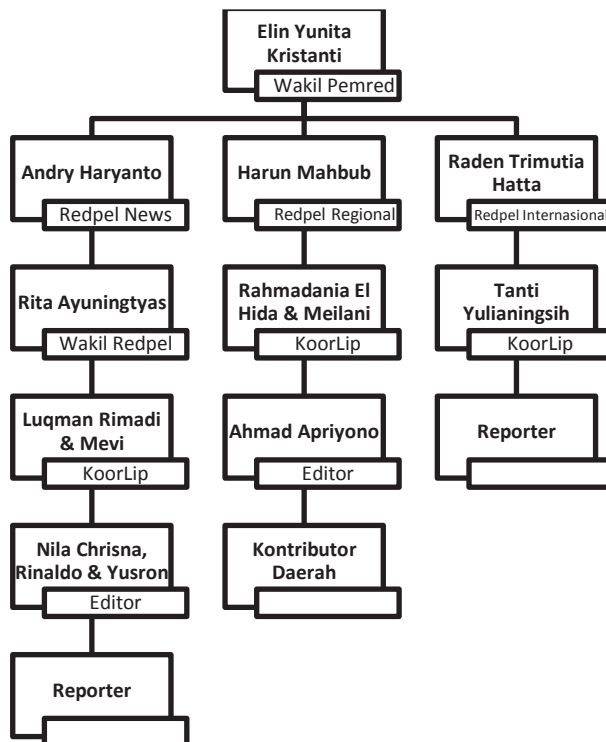 Elin Yunita
Kristanti
Wakil Pemred
Andry Haryanto
Redpel News
Harun Mahbub
Redpel Regional
Raden Trimutia
Hatta
Redpel Internasional
Rita Ayuningtyas
Wakil Redpel
Rahmadania El
Hida & Meilani
KoorLip
Tanti
Yulianingsih
KoorLip
Luqman Rimadi
& Mevi
KoorLip
Ahmad Apriyono
Editor
Reporter
Nila Chrisna,
Rinaldo & Yusron
Editor
Kontributor
Daerah
Reporter